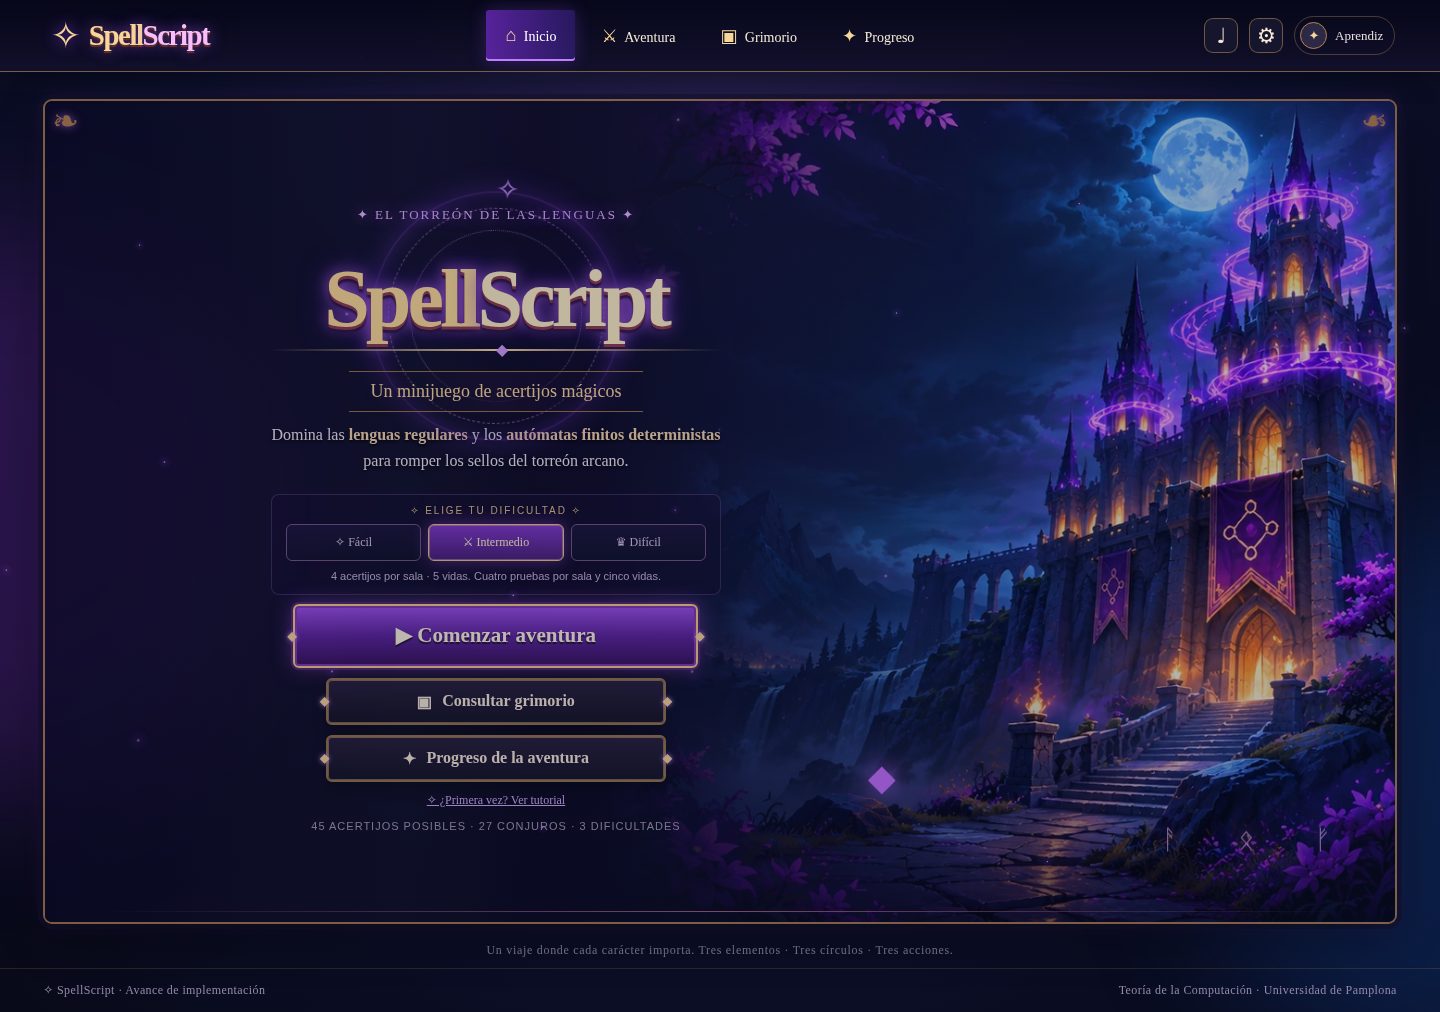 SpellScript
Inicio
Aventura
Grimorio
Progreso
Aprendiz
EL TORREÓN DE LAS LENGUAS
SpellScript
Un minijuego de acertijos mágicos
Domina las lenguas regulares y los autómatas finitos deterministas
para romper los sellos del torreón arcano.
ELIGE TU DIFICULTAD
Fácil
Intermedio
Difícil
4 acertijos por sala · 5 vidas. Cuatro pruebas por sala y cinco vidas.
Comenzar aventura
Consultar grimorio
Progreso de la aventura
¿Primera vez? Ver tutorial
45 ACERTIJOS POSIBLES · 27 CONJUROS · 3 DIFICULTADES
ᚨ ᛟ ᚠ
Un viaje donde cada carácter importa. Tres elementos · Tres círculos · Tres acciones.
SpellScript · Avance de implementación
Teoría de la Computación · Universidad de Pamplona